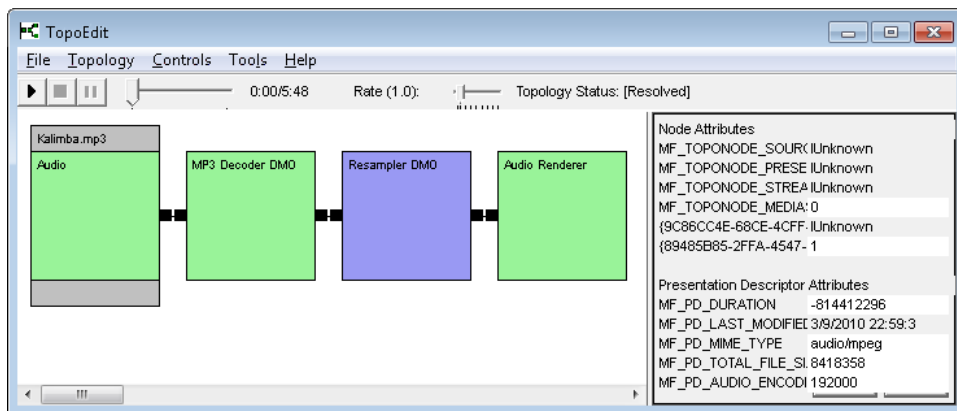 TopoEdit
File Topology Controls Tools Help
0:00/5:48 Rate (1.0): Topology Status: [Resolved]
Kalimba.mp3
Audio
MP3 Decoder DMO
Resampler DMO
Audio Renderer
Node Attributes
MF_TOPONODE_SOUR( IUnknown
MF_TOPONODE_PRESE IUnknown
MF_TOPONODE_STREA IUnknown
MF_TOPONODE_MEDIA 0
{9C86CC4E-68CE-4CFF- IUnknown
{89485B85-2FFA-4547- 1
Presentation Descriptor Attributes
MF_PD_DURATION -814412296
MF_PD_LAST_MODIFIE 3/9/2010 22:59:3
MF_PD_MIME_TYPE audio/mpeg
MF_PD_TOTAL_FILE_SI 8418358
MF_PD_AUDIO_ENCODI 192000